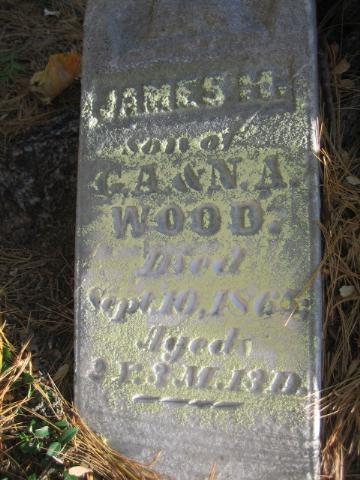 JAMES M.
son of
C. A. & N. A.
WOOD.
Died
Sept. 10, 1865;
Aged;
2 Y. 3 M. 13 D.